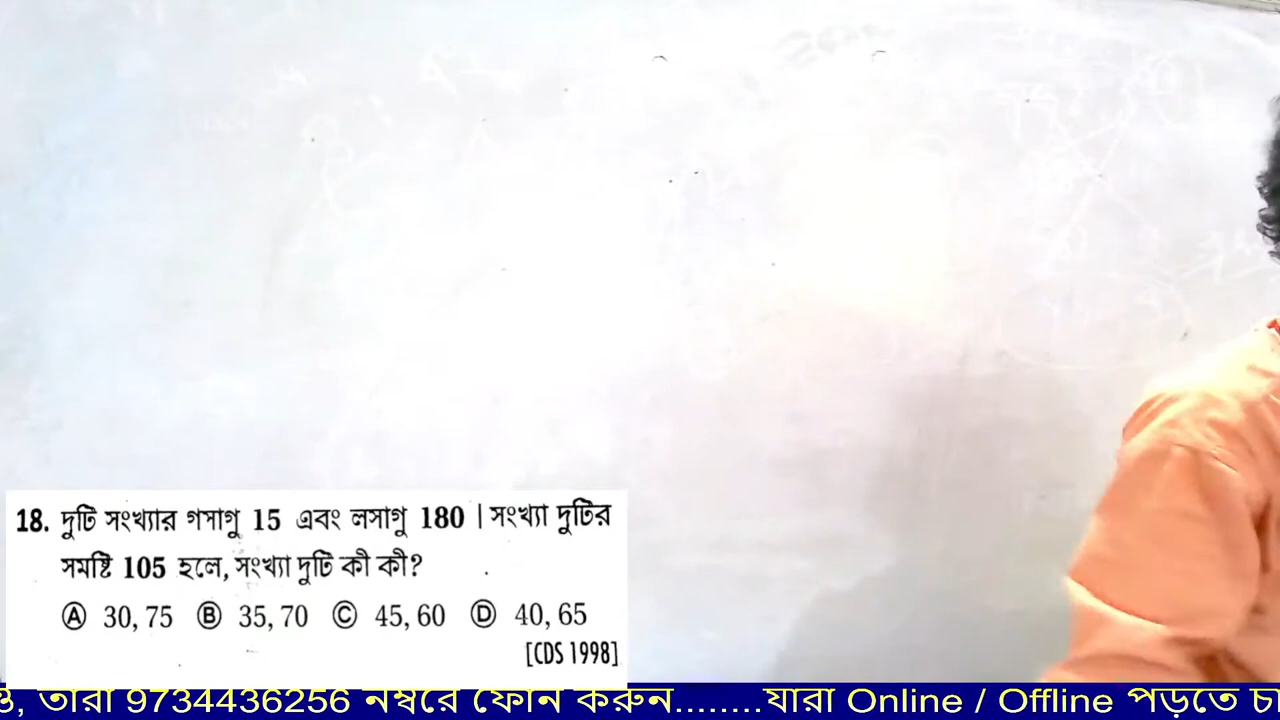 18. দুটি সংখ্যার গসাগু 15 এবং লসাগু 180 | সংখ্যা দুটির
সমষ্টি 105 হলে, সংখ্যা দুটি কী কী?
Ⓐ 30, 75 Ⓑ 35, 70 Ⓒ 45, 60 Ⓓ 40, 65
[CDS 1998]
তারা 9734436256 নম্বরে ফোন করুন........যারা Online / Offline পড়তে